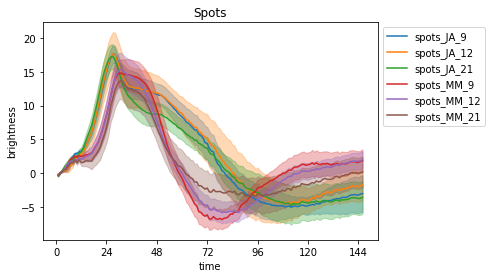 Spots
brightness
20
15
10
5
0
−5
0 24 48 72 96 120 144
time
spots_JA_9
spots_JA_12
spots_JA_21
spots_MM_9
spots_MM_12
spots_MM_21